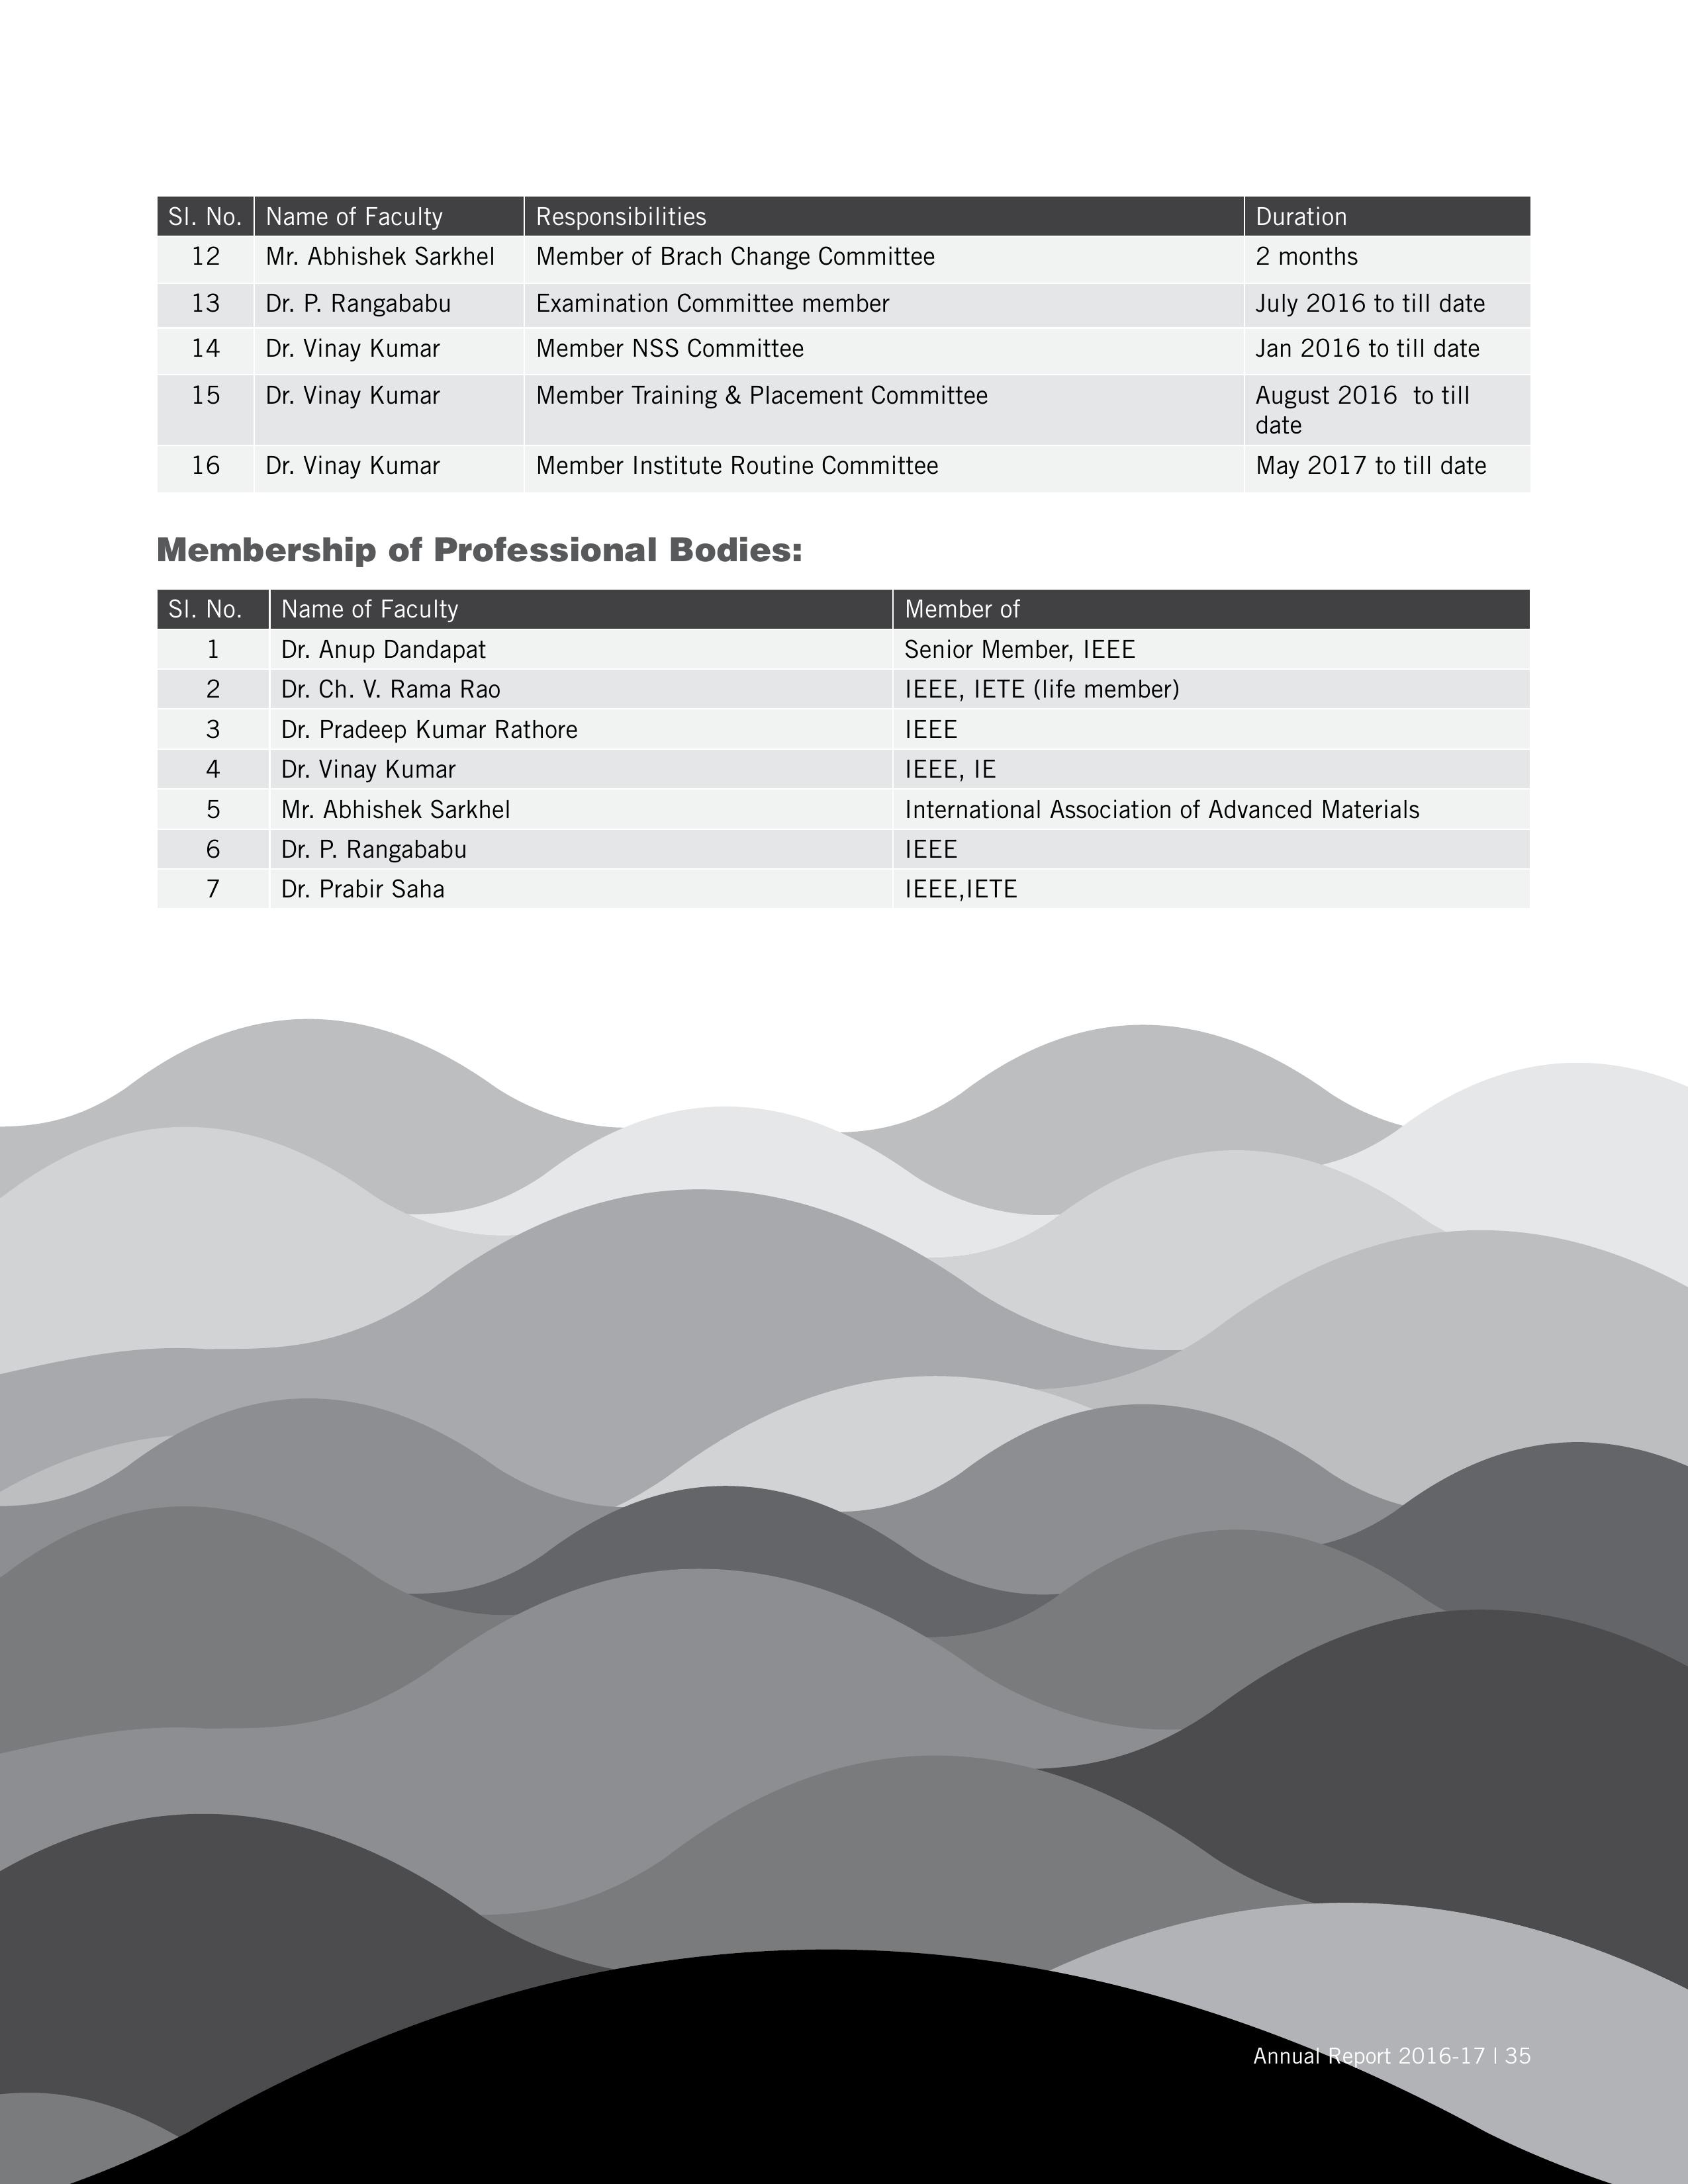 Sl. No. Name of Faculty Responsibilities Duration
12 Mr. Abhishek Sarkhel Member of Brach Change Committee 2 months
13 Dr. P. Rangababu Examination Committee member July 2016 to till date
14 Dr. Vinay Kumar Member NSS Committee Jan 2016 to till date
15 Dr. Vinay Kumar Member Training & Placement Committee August 2016 to till
date
16 Dr. Vinay Kumar Member Institute Routine Committee May 2017 to till date
Membership of Professional Bodies:
Sl. No. Name of Faculty Member of
1 Dr. Anup Dandapat Senior Member, IEEE
2 Dr. Ch. V. Rama Rao IEEE, IETE (life member)
3 Dr. Pradeep Kumar Rathore IEEE
4 Dr. Vinay Kumar IEEE, IE
5 Mr. Abhishek Sarkhel International Association of Advanced Materials
6 Dr. P. Rangababu IEEE
7 Dr. Prabir Saha IEEE,IETE
Annual Report 2016-17 | 35